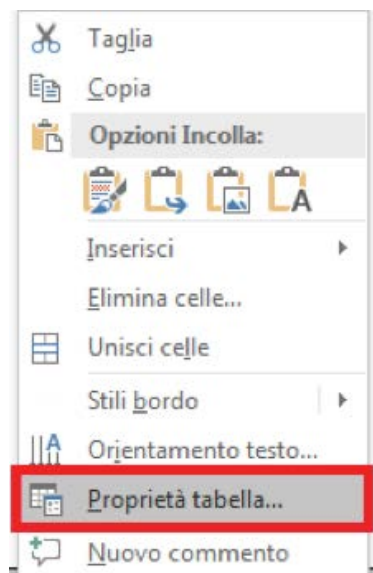 Taglia
Copia
Opzioni Incolla:
Inserisci
Elimina celle...
Unisci celle
Stili bordo
Orientamento testo...
Proprietà tabella...
Nuovo commento